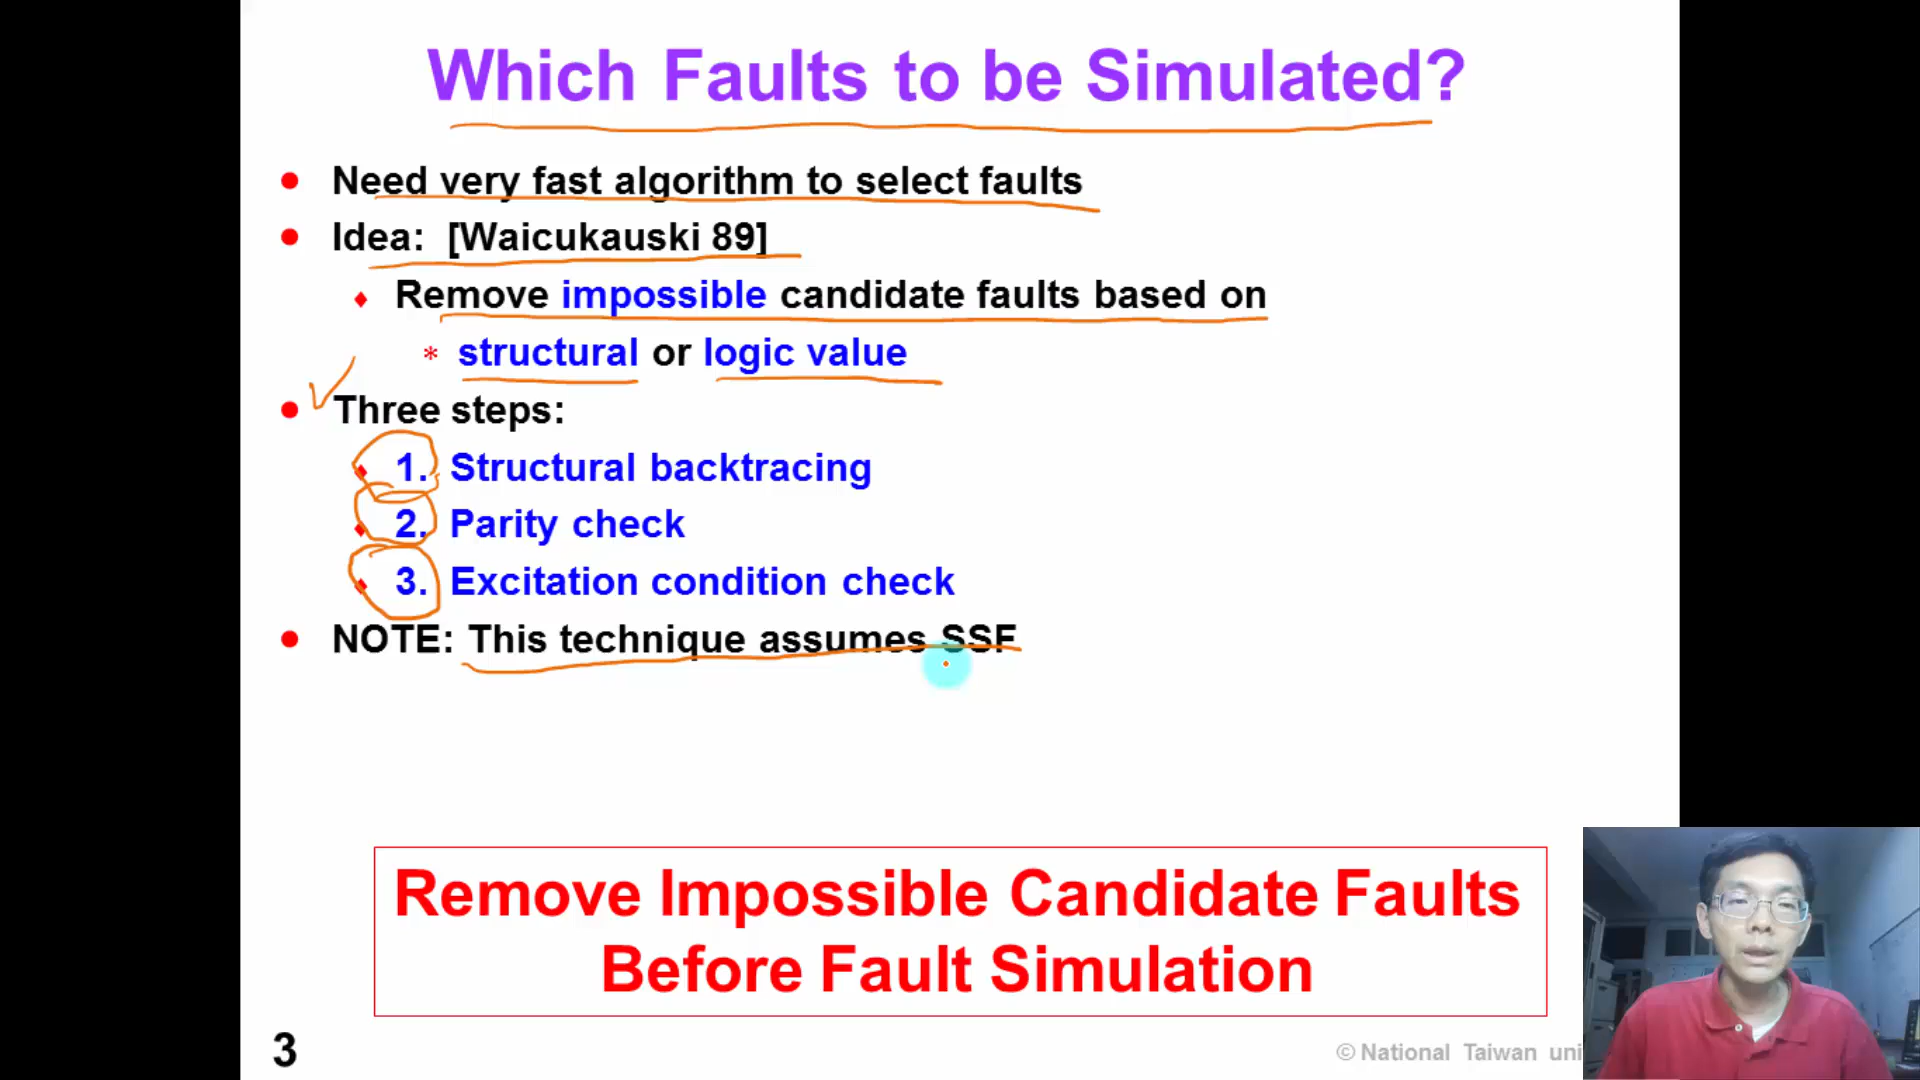 Which Faults to be Simulated?
Need very fast algorithm to select faults
Idea: [Waicukauski 89]
Remove impossible candidate faults based on
* structural or logic value
Three steps:
1. Structural backtracing
2. Parity check
3. Excitation condition check
NOTE: This technique assumes SSF
Remove Impossible Candidate Faults
Before Fault Simulation
3
© National Taiwan uni